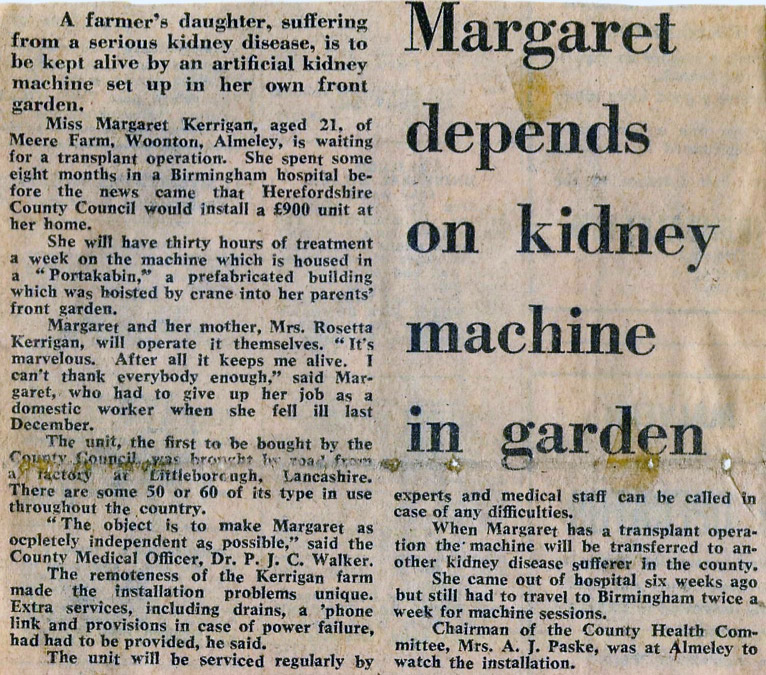 Margaret
depends
on kidney
machine
in garden
A farmer's daughter, suffering
from a serious kidney disease, is to
be kept alive by an artificial kidney
machine set up in her own front
garden.
Miss Margaret Kerrigan, aged 21, of
Meere Farm, Woonton, Almeley, is waiting
for a transplant operation. She spent some
eight months in a Birmingham hospital be-
fore the news came that Herefordshire
County Council would install a £900 unit at
her home.
She will have thirty hours of treatment
a week on the machine which is housed in
a "Portakabin," a prefabricated building
which was hoisted by crane into her parents'
front garden.
Margaret and her mother, Mrs. Rosetta
Kerrigan, will operate it themselves. "It's
marvelous. After all it keeps me alive. I
can't thank everybody enough," said Mar-
garet, who had to give up her job as a
domestic worker when she fell ill last
December.
The unit, the first to be bought by the
County Council, was brought by road from
a factory at Littleborough, Lancashire.
There are some 50 or 60 of its type in use
throughout the country.
"The object is to make Margaret as
ocpletely independent as possible," said the
County Medical Officer, Dr. P. J. C. Walker.
The remoteness of the Kerrigan farm
made the installation problems unique.
Extra services, including drains, a 'phone
link and provisions in case of power failure,
had had to be provided, he said.
The unit will be serviced regularly by
experts and medical staff can be called in
case of any difficulties.
When Margaret has a transplant opera-
tion the machine will be transferred to an-
other kidney disease sufferer in the county.
She came out of hospital six weeks ago
but still had to travel to Birmingham twice a
week for machine sessions.
Chairman of the County Health Com-
mittee, Mrs. A. J. Paske, was at Almeley to
watch the installation.